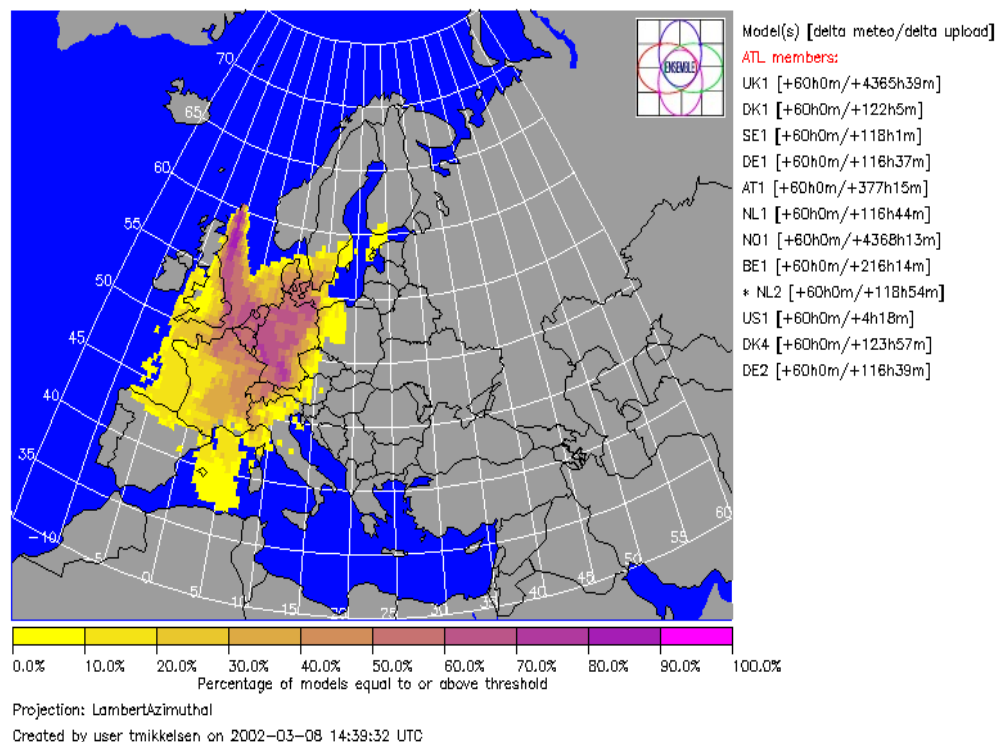 ENSEMBLE
Model(s) [delta meteo/delta upload]
ATL members:
UK1 [+60h0m/+4365h39m]
DK1 [+60h0m/+122h5m]
SE1 [+60h0m/+118h1m]
DE1 [+60h0m/+116h37m]
AT1 [+60h0m/+377h15m]
NL1 [+60h0m/+116h44m]
NO1 [+60h0m/+4368h13m]
BE1 [+60h0m/+216h14m]
* NL2 [+60h0m/+118h54m]
US1 [+60h0m/+4h18m]
DK4 [+60h0m/+123h57m]
DE2 [+60h0m/+116h39m]
70
65
60
55
50
45
40
35
-10 -5 0 5 10 15 20 25 30 35 40 45 50 55 60
0.0% 10.0% 20.0% 30.0% 40.0% 50.0% 60.0% 70.0% 80.0% 90.0% 100.0%
Percentage of models equal to or above threshold
Projection: LambertAzimuthal
Created by user tmikkelsen on 2002-03-08 14:39:32 UTC